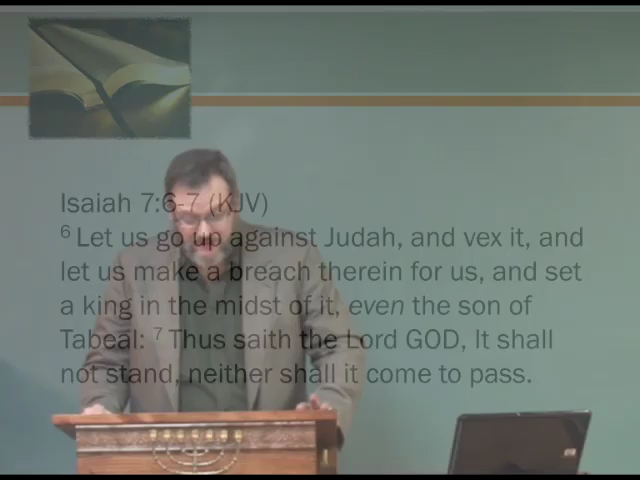 Isaiah 7:6-7 (KJV)
6 Let us go up against Judah, and vex it, and
let us make a breach therein for us, and set
a king in the midst of it, even the son of
Tabeal: 7 Thus saith the Lord GOD, It shall
not stand, neither shall it come to pass.